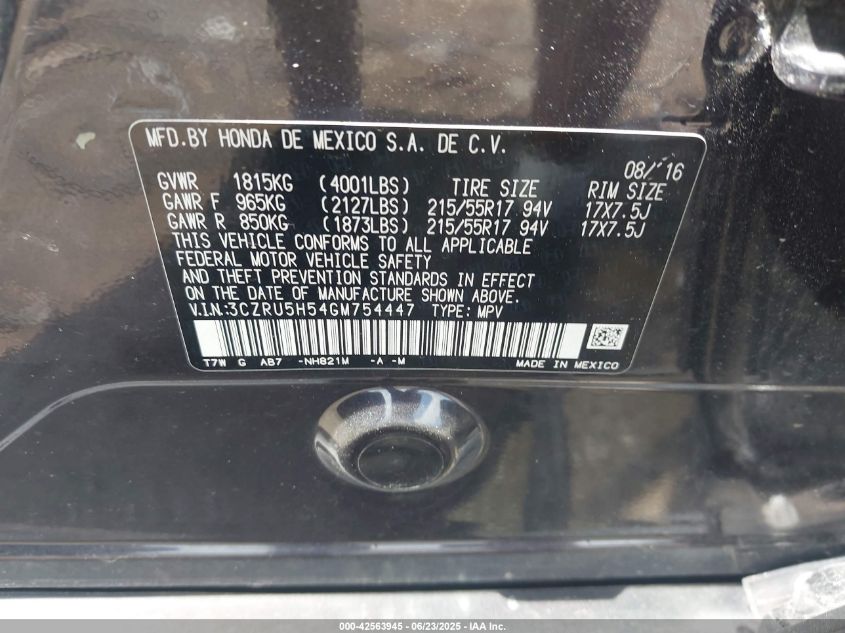 MFD.BY HONDA DE MEXICO S.A. DE C.V.
08/16
GVWR 1815KG (4001LBS) TIRE SIZE RIM SIZE
GAWR F 965KG (2127LBS) 215/55R17 94V 17X7.5J
GAWR R 850KG (1873LBS) 215/55R17 94V 17X7.5J
THIS VEHICLE CONFORMS TO ALL APPLICABLE
FEDERAL MOTOR VEHICLE SAFETY
AND THEFT PREVENTION STANDARDS IN EFFECT
ON THE DATE OF MANUFACTURE SHOWN ABOVE.
V.I.N.:3CZRU5H54GM754447 TYPE: MPV
T7W G AB7 -NH821M -A -M MADE IN MEXICO
000-42563945 - 06/23/2025 - IAA Inc.